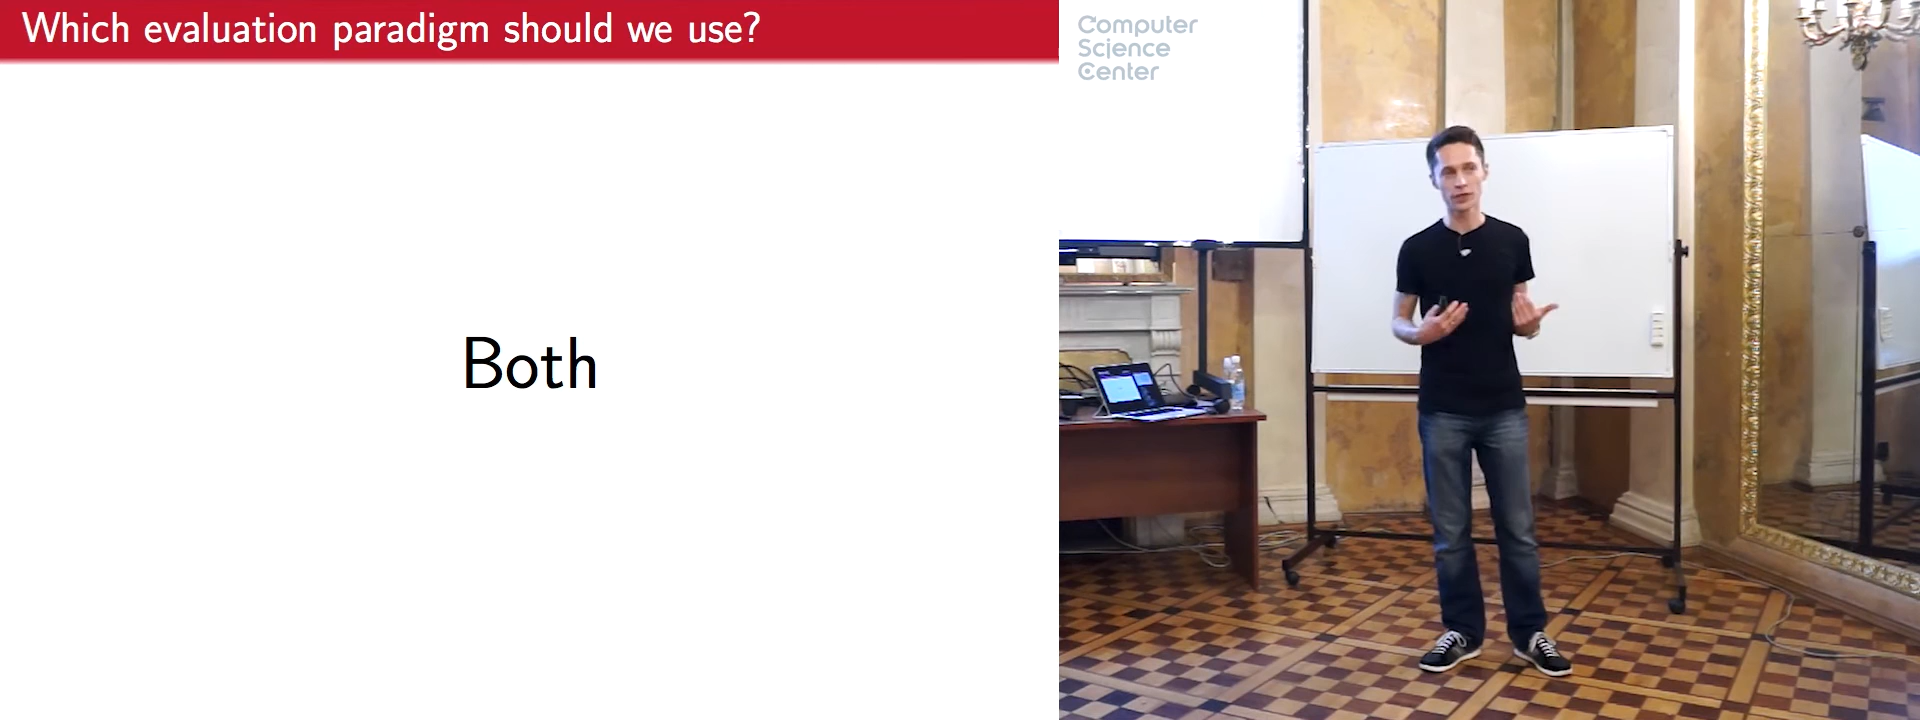 Which evaluation paradigm should we use?
Both
Computer
Science
Center